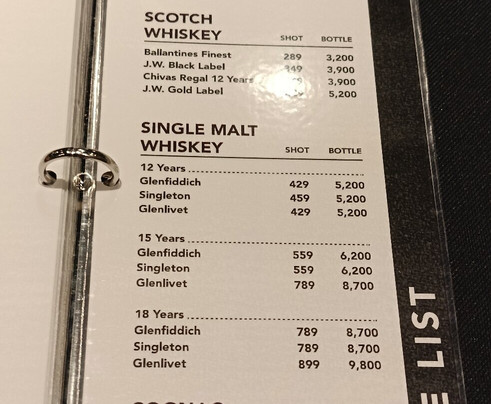 SCOTCH
WHISKEY SHOT BOTTLE
Ballantines Finest 289 3,200
J.W. Black Label 349 3,900
Chivas Regal 12 Years 3,900
J.W. Gold Label 5,200
SINGLE MALT
WHISKEY SHOT BOTTLE
12 Years
Glenfiddich 429 5,200
Singleton 459 5,200
Glenlivet 429 5,200
15 Years
Glenfiddich 559 6,200
Singleton 559 6,200
Glenlivet 789 8,700
18 Years
Glenfiddich 789 8,700
Singleton 789 8,700
Glenlivet 899 9,800
LIST